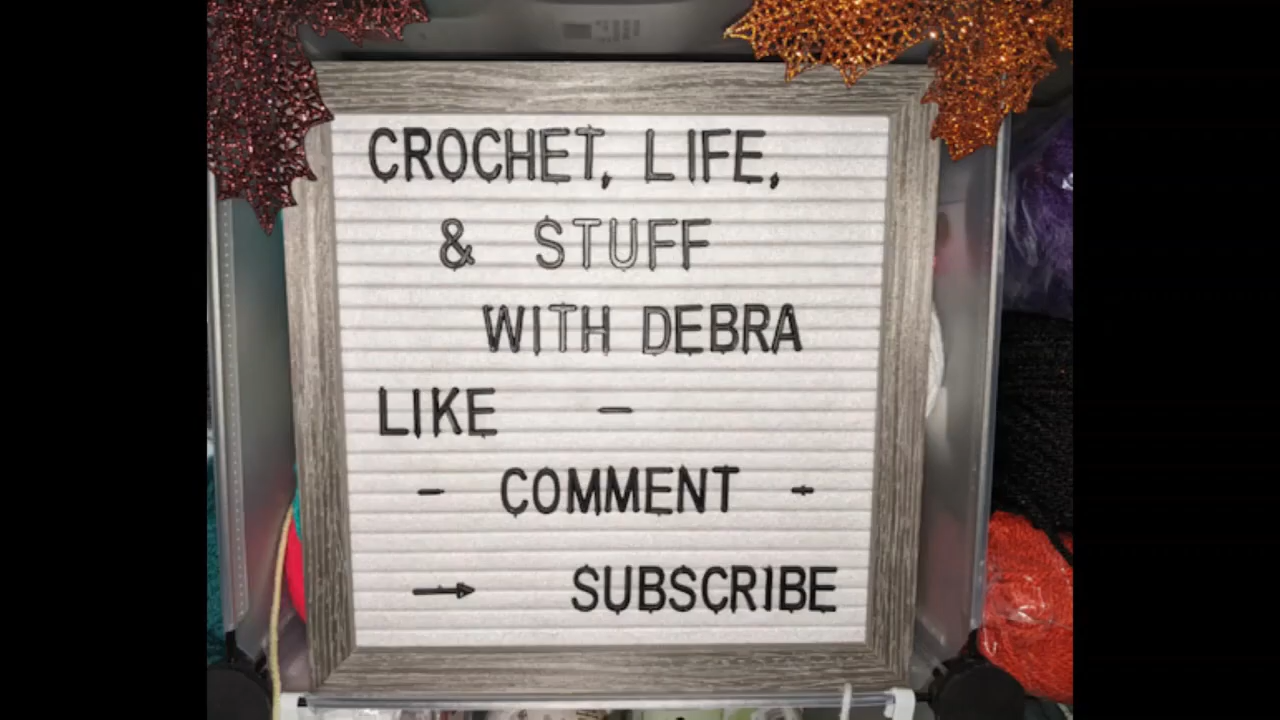 CROCHET, LIFE,
& STUFF
WITH DEBRA
LIKE -
- COMMENT -
→ SUBSCRIBE